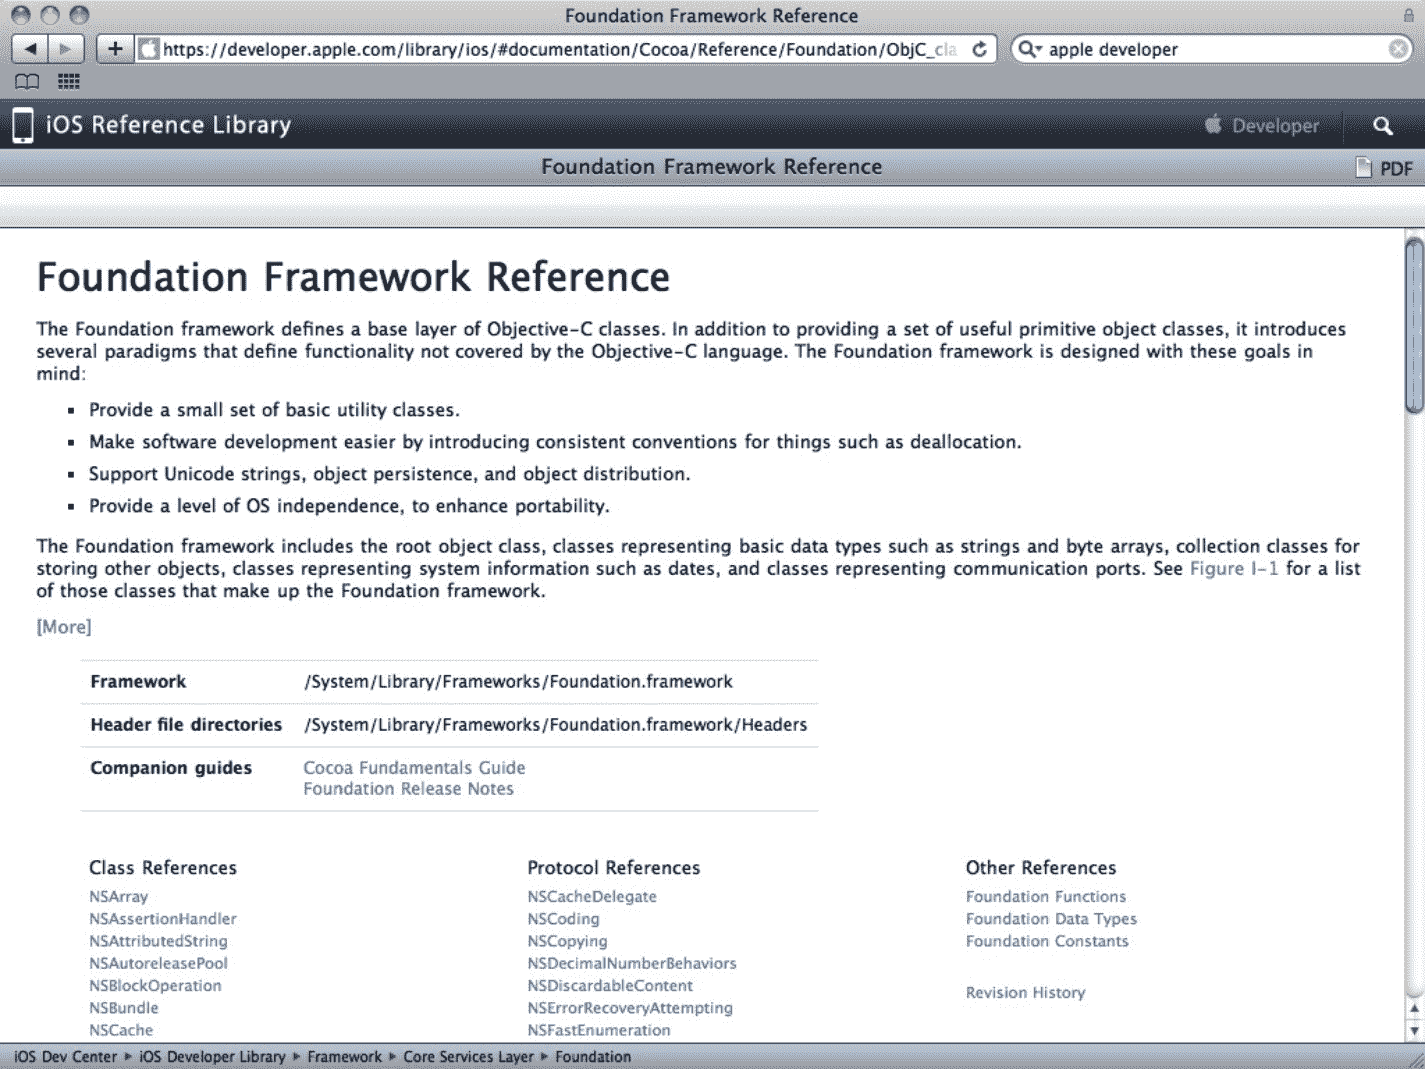 Foundation Framework Reference
https://developer.apple.com/library/ios/#documentation/Cocoa/Reference/Foundation/ObjC_cla
apple developer
iOS Reference Library
Developer
Foundation Framework Reference
PDF
Foundation Framework Reference
The Foundation framework defines a base layer of Objective-C classes. In addition to providing a set of useful primitive object classes, it introduces
several paradigms that define functionality not covered by the Objective-C language. The Foundation framework is designed with these goals in
mind:
▪ Provide a small set of basic utility classes.
▪ Make software development easier by introducing consistent conventions for things such as deallocation.
▪ Support Unicode strings, object persistence, and object distribution.
▪ Provide a level of OS independence, to enhance portability.
The Foundation framework includes the root object class, classes representing basic data types such as strings and byte arrays, collection classes for
storing other objects, classes representing system information such as dates, and classes representing communication ports. See Figure I-1 for a list
of those classes that make up the Foundation framework.
[More]
Framework /System/Library/Frameworks/Foundation.framework
Header file directories /System/Library/Frameworks/Foundation.framework/Headers
Companion guides Cocoa Fundamentals Guide
Foundation Release Notes
Class References
NSArray
NSAssertionHandler
NSAttributedString
NSAutoreleasePool
NSBlockOperation
NSBundle
NSCache
Protocol References
NSCacheDelegate
NSCoding
NSCopying
NSDecimalNumberBehaviors
NSDiscardableContent
NSErrorRecoveryAttempting
NSFastEnumeration
Other References
Foundation Functions
Foundation Data Types
Foundation Constants
Revision History
iOS Dev Center ▸ iOS Developer Library ▸ Framework ▸ Core Services Layer ▸ Foundation